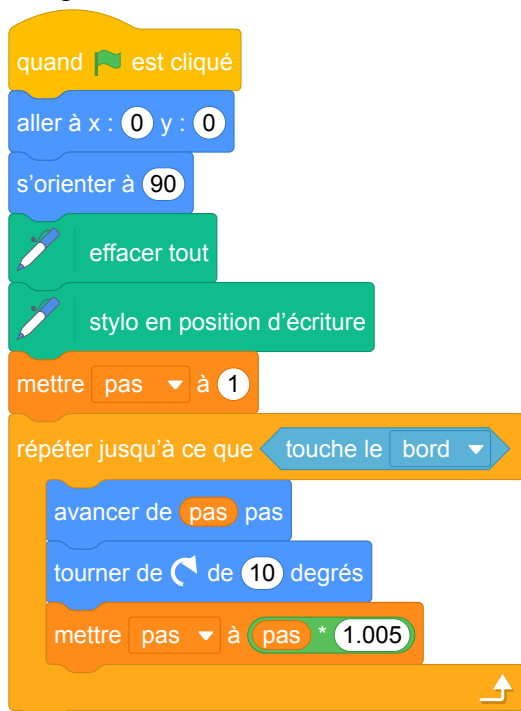 quand est cliqué
aller à x : 0 y : 0
s'orienter à 90
effacer tout
stylo en position d'écriture
mettre pas à 1
répéter jusqu'à ce que touche le bord
avancer de pas pas
tourner de de 10 degrés
mettre pas à pas * 1.005